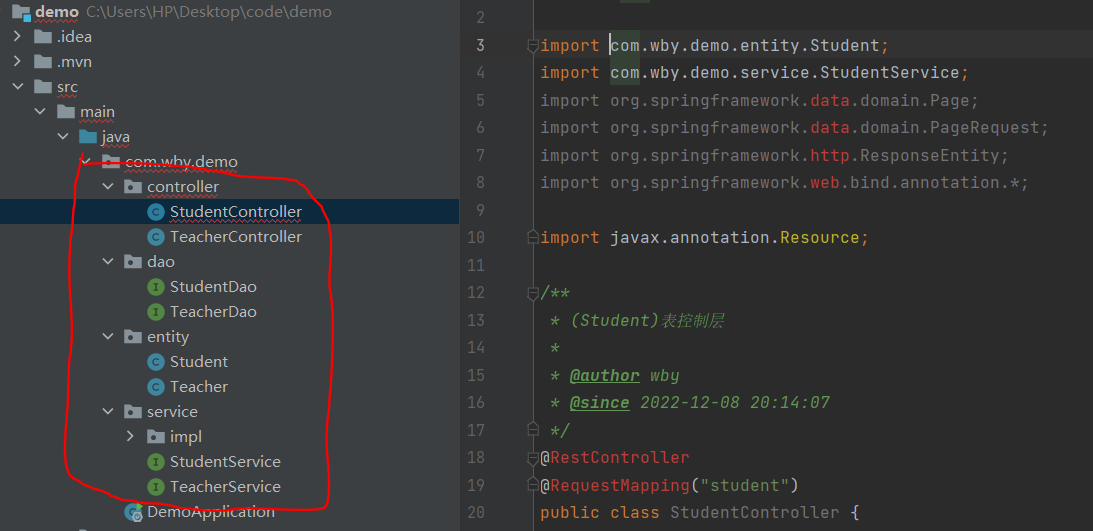 demo C:\Users\HP\Desktop\code\demo
.idea
.mvn
src
main
java
com.wby.demo
controller
StudentController
TeacherController
dao
StudentDao
TeacherDao
entity
Student
Teacher
service
impl
StudentService
TeacherService
DemoApplication
2
3 import com.wby.demo.entity.Student;
4 import com.wby.demo.service.StudentService;
5 import org.springframework.data.domain.Page;
6 import org.springframework.data.domain.PageRequest;
7 import org.springframework.http.ResponseEntity;
8 import org.springframework.web.bind.annotation.*;
9
10 import javax.annotation.Resource;
11
12 /**
13 * (Student)表控制层
14 *
15 * @author wby
16 * @since 2022-12-08 20:14:07
17 */
18 @RestController
19 @RequestMapping("student")
20 public class StudentController {